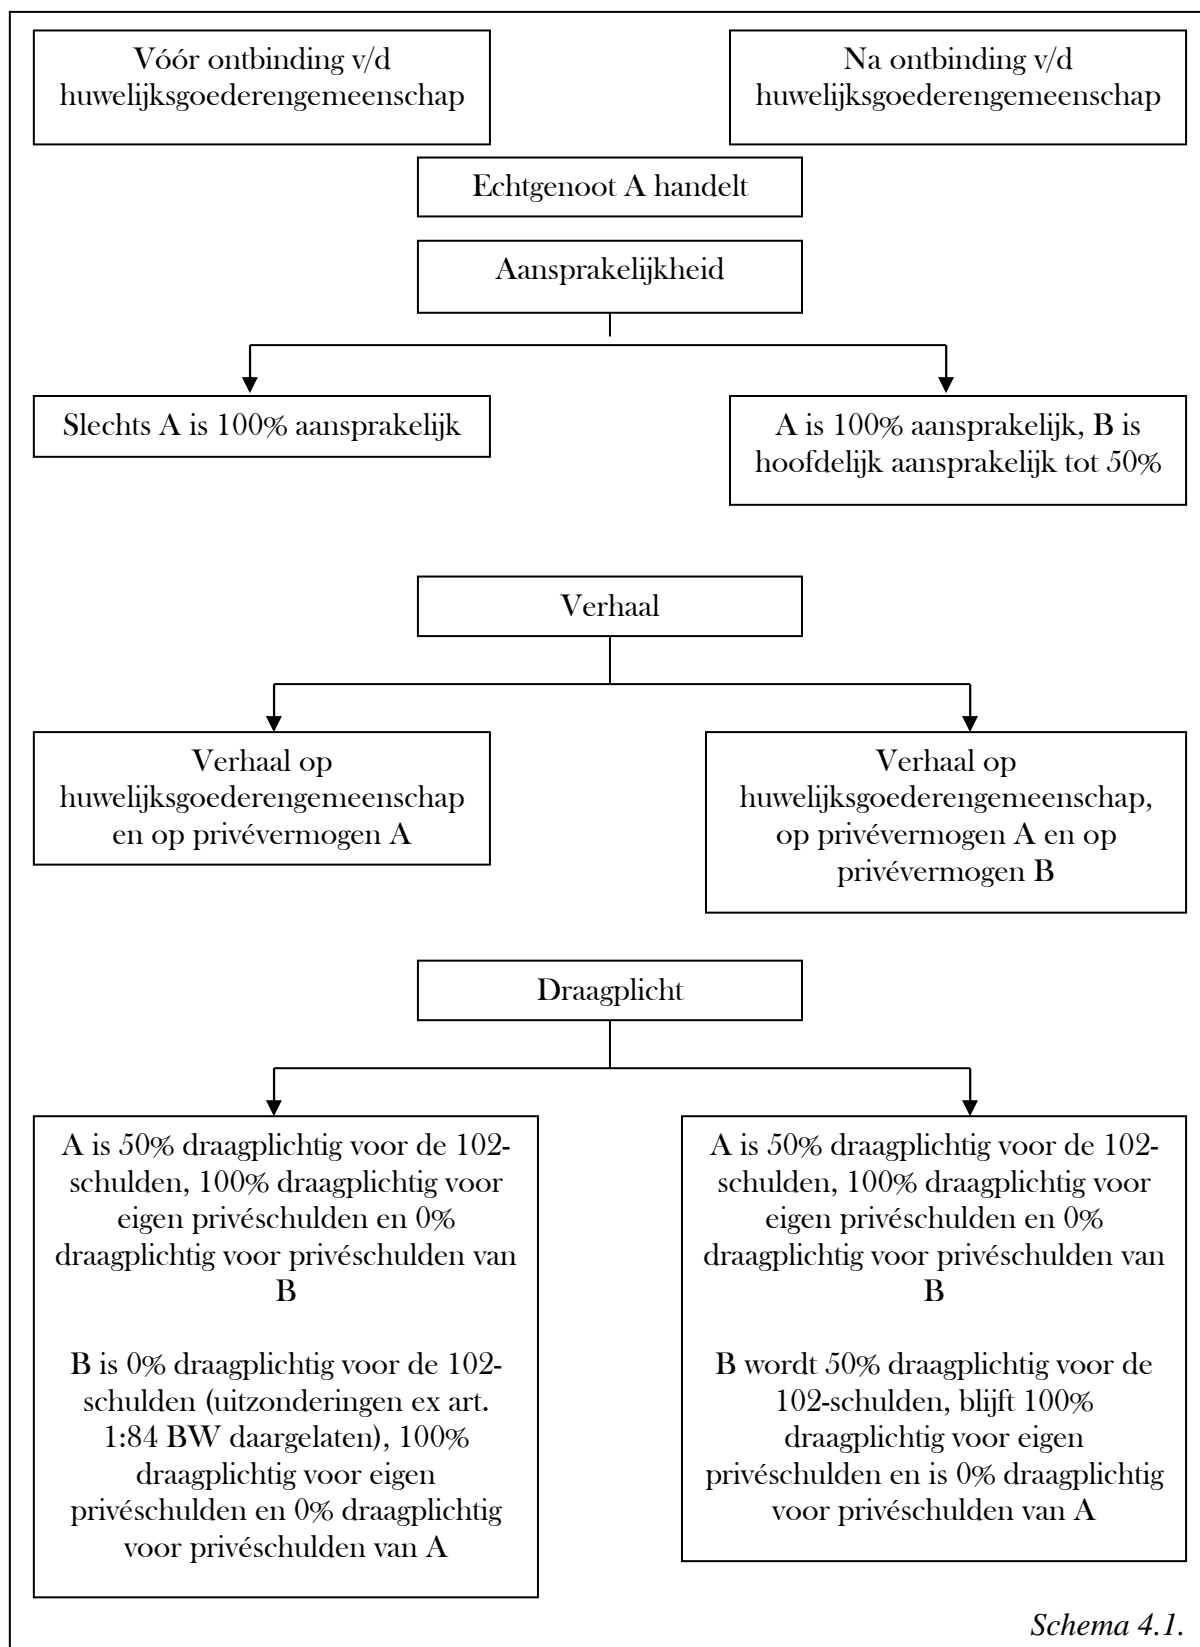 Vóór ontbinding v/d
huwelijksgoederengemeenschap
Na ontbinding v/d
huwelijksgoederengemeenschap
Echtgenoot A handelt
Aansprakelijkheid
Slechts A is 100% aansprakelijk
A is 100% aansprakelijk, B is
hoofdelijk aansprakelijk tot 50%
Verhaal
Verhaal op
huwelijksgoederengemeenschap
en op privévermogen A
Verhaal op
huwelijksgoederengemeenschap,
op privévermogen A en op
privévermogen B
Draagplicht
A is 50% draagplichtig voor de 102-
schulden, 100% draagplichtig voor
eigen privéschulden en 0%
draagplichtig voor privéschulden van
B
B is 0% draagplichtig voor de 102-
schulden (uitzonderingen ex art.
1:84 BW daargelaten), 100%
draagplichtig voor eigen
privéschulden en 0% draagplichtig
voor privéschulden van A
A is 50% draagplichtig voor de 102-
schulden, 100% draagplichtig voor
eigen privéschulden en 0%
draagplichtig voor privéschulden van
B
B wordt 50% draagplichtig voor de
102-schulden, blijft 100%
draagplichtig voor eigen
privéschulden en is 0% draagplichtig
voor privéschulden van A
Schema 4.1.